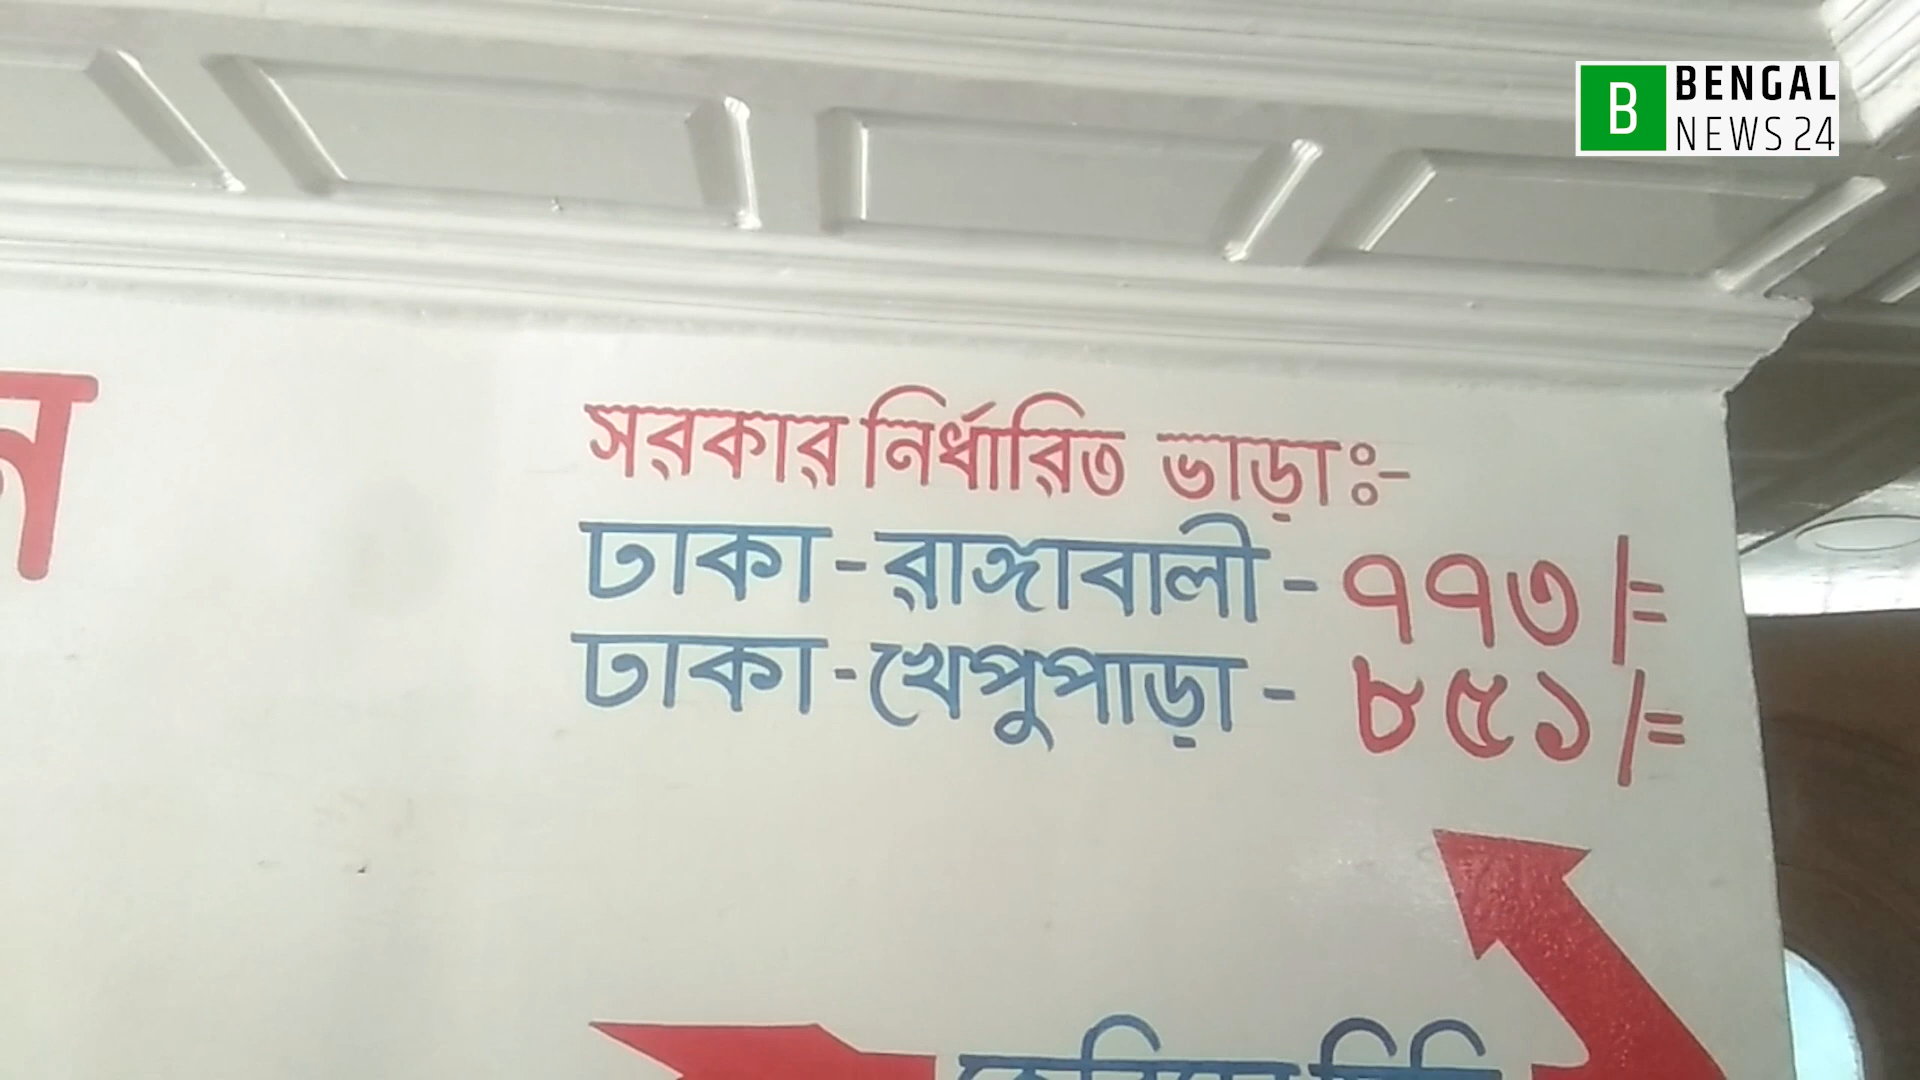 BENGAL
NEWS 24
সরকার নির্ধারিত ভাড়াঃ-
ঢাকা - রাঙ্গাবালী - ৭৭৩/=
ঢাকা - খেপুপাড়া - ৮৫১/=